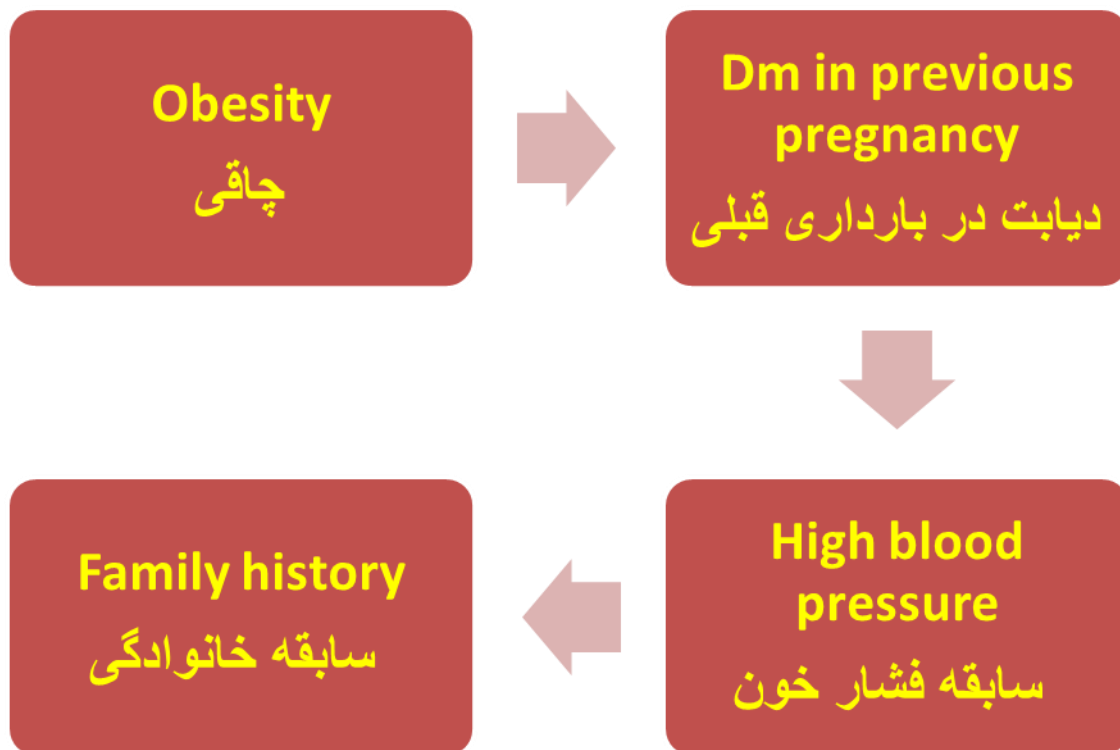 Obesity
چاقی
Dm in previous
pregnancy
دیابت در بارداری قبلی
High blood
pressure
سابقه فشار خون
Family history
سابقه خانوادگی